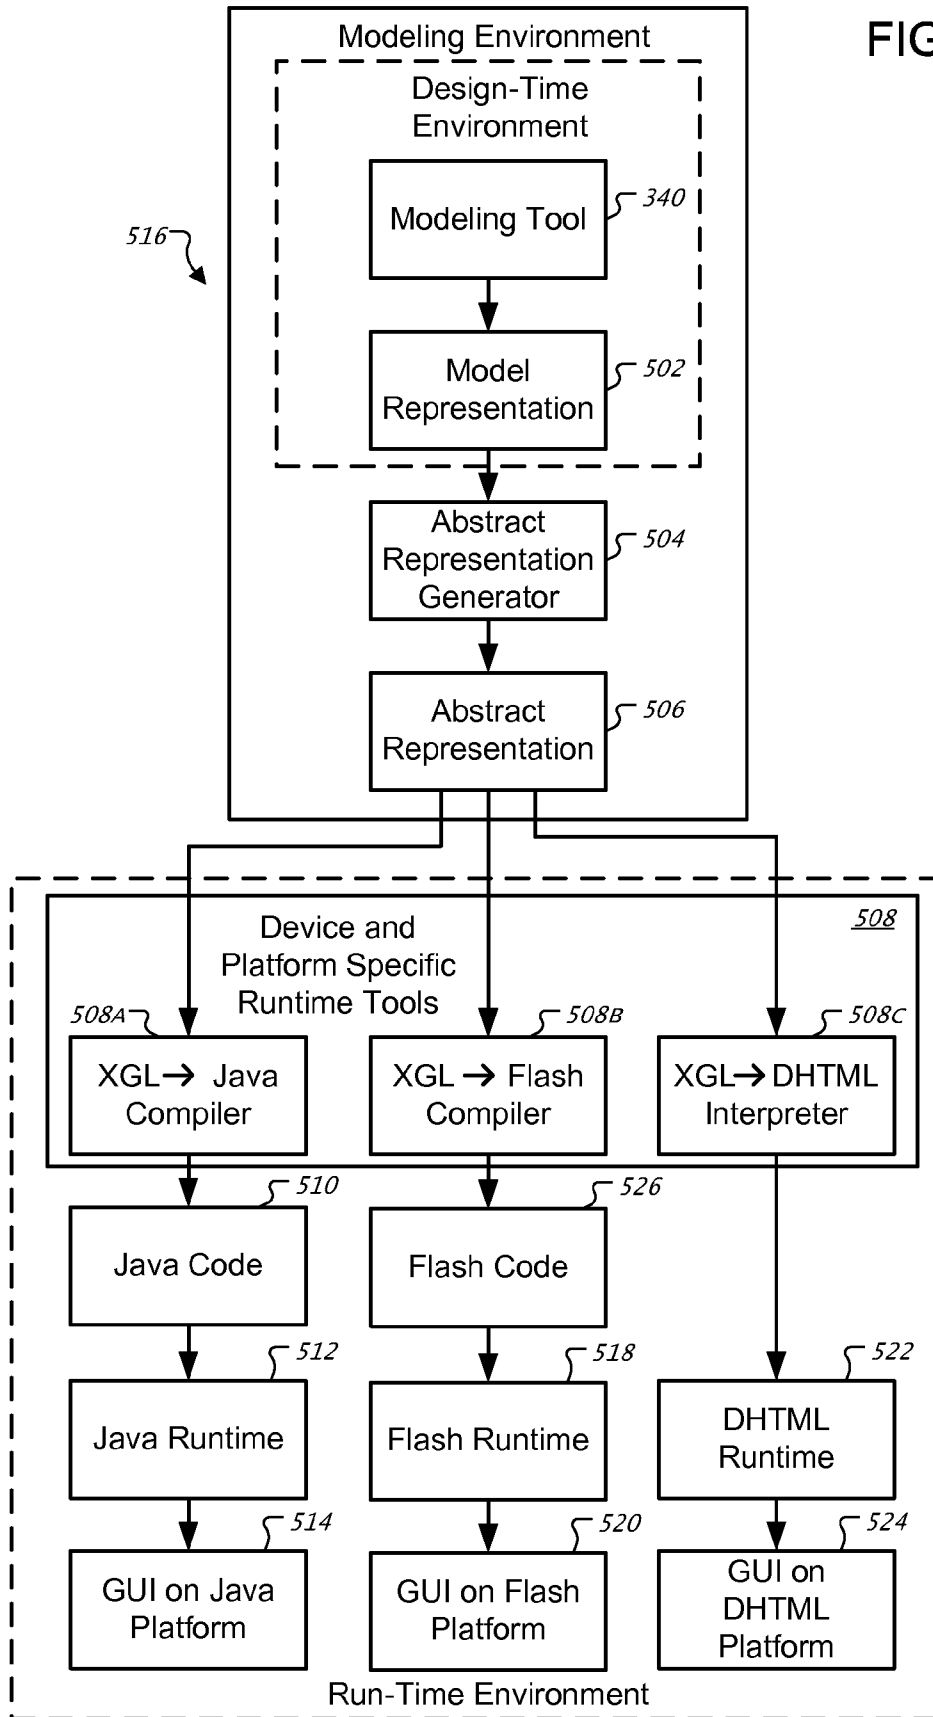 FIG
Modeling Environment
Design-Time
Environment
Modeling Tool
340
516
Model
Representation
502
Abstract
Representation
Generator
504
Abstract
Representation
506
508
Device and
Platform Specific
Runtime Tools
508A
508B
508C
XGL→ Java
Compiler
XGL → Flash
Compiler
XGL→DHTML
Interpreter
510
526
Java Code
Flash Code
512
518
522
Java Runtime
Flash Runtime
DHTML
Runtime
514
520
524
GUI on Java
Platform
GUI on Flash
Platform
GUI on
DHTML
Platform
Run-Time Environment